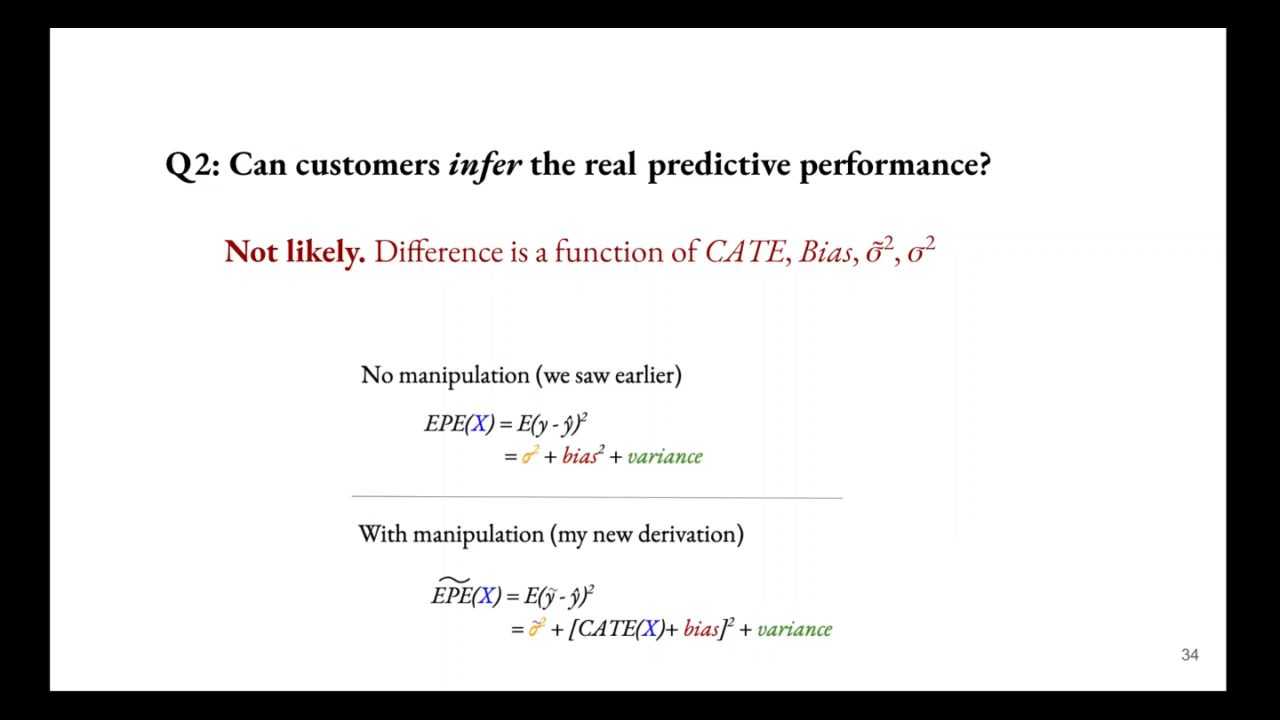 Q2: Can customers infer the real predictive performance?
Not likely. Difference is a function of CATE, Bias, σ̃², σ²
No manipulation (we saw earlier)
EPE(X) = E(y - ŷ)²
= σ² + bias² + variance
With manipulation (my new derivation)
E͠PE(X) = E(ỹ - ŷ)²
= σ̃² + [CATE(X)+ bias]² + variance
34